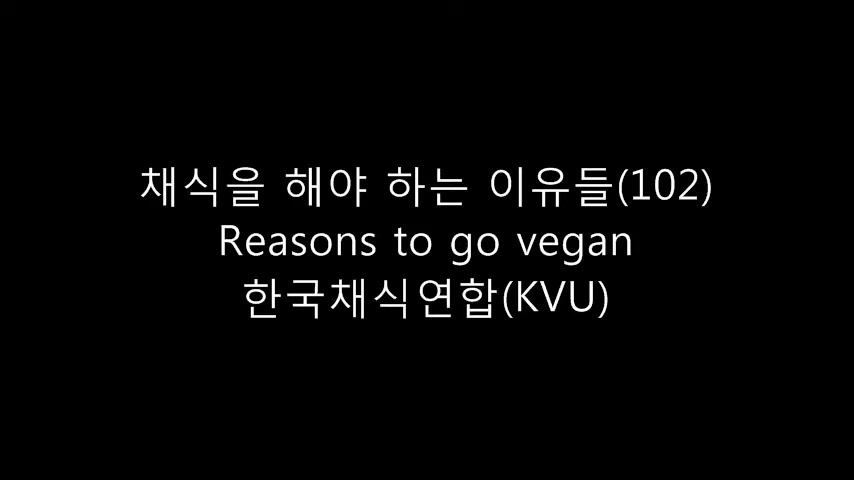 채식을 해야 하는 이유들(102)
Reasons to go vegan
한국채식연합(KVU)